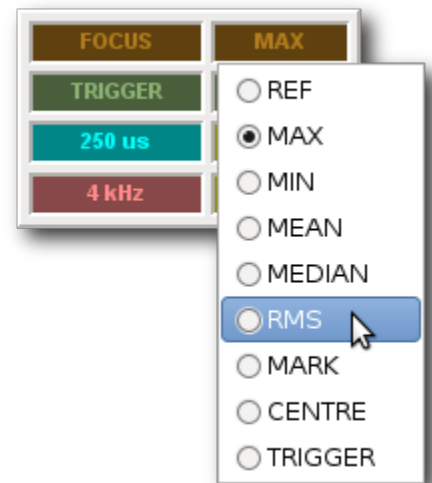 FOCUS MAX
TRIGGER
250 us
4 kHz
REF
MAX
MIN
MEAN
MEDIAN
RMS
MARK
CENTRE
TRIGGER